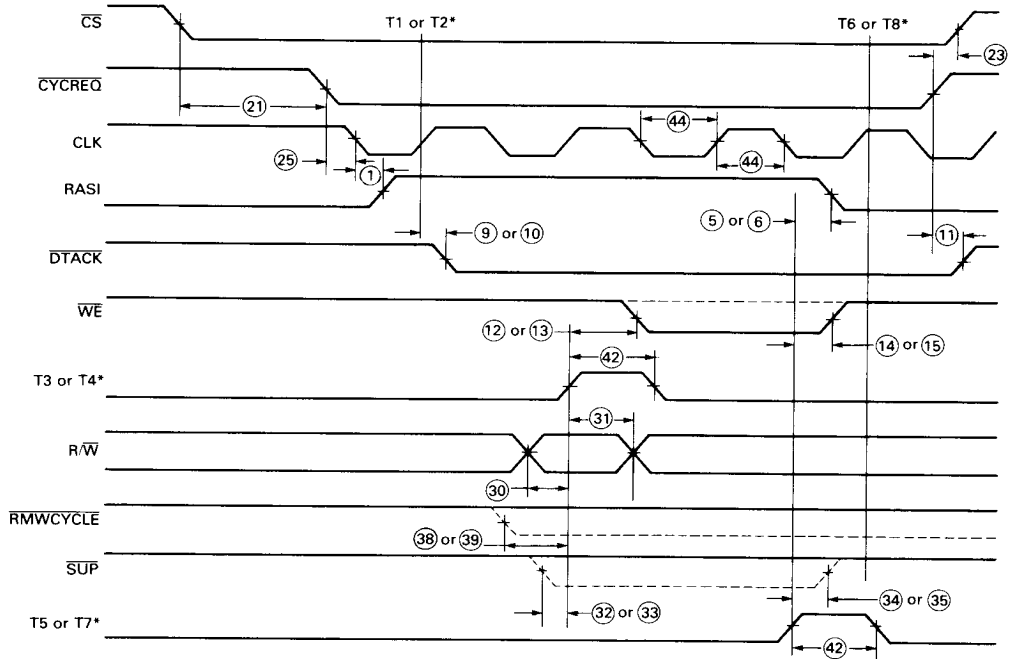 CS
T1 or T2*
T6 or T8*
23
CYCREQ
21
44
CLK
25
1
44
RASI
5 or 6
9 or 10
11
DTACK
WE
12 or 13
14 or 15
42
T3 or T4*
31
R/W
30
RMWCYCLE
38 or 39
SUP
32 or 33
34 or 35
T5 or T7*
42